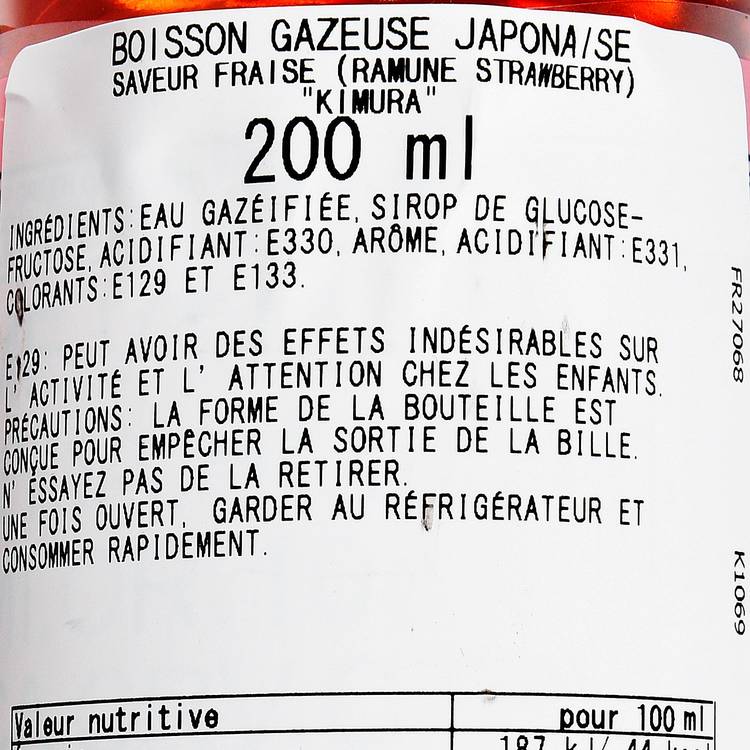 BOISSON GAZEUSE JAPONAISE
SAVEUR FRAISE (RAMUNE STRAWBERRY)
"KIMURA"
200 ml
INGRÉDIENTS:EAU GAZÉIFIÉE, SIROP DE GLUCOSE-
FRUCTOSE, ACIDIFIANT:E330, ARÔME, ACIDIFIANT:E331,
COLORANTS:E129 ET E133.
E129: PEUT AVOIR DES EFFETS INDÉSIRABLES SUR
L' ACTIVITÉ ET L' ATTENTION CHEZ LES ENFANTS.
PRÉCAUTIONS: LA FORME DE LA BOUTEILLE EST
CONÇUE POUR EMPÊCHER LA SORTIE DE LA BILLE.
N' ESSAYEZ PAS DE LA RETIRER.
UNE FOIS OUVERT, GARDER AU RÉFRIGÉRATEUR ET
CONSOMMER RAPIDEMENT.
FR27068
K1069
Valeur nutritive pour 100 ml
187 kJ/ 44